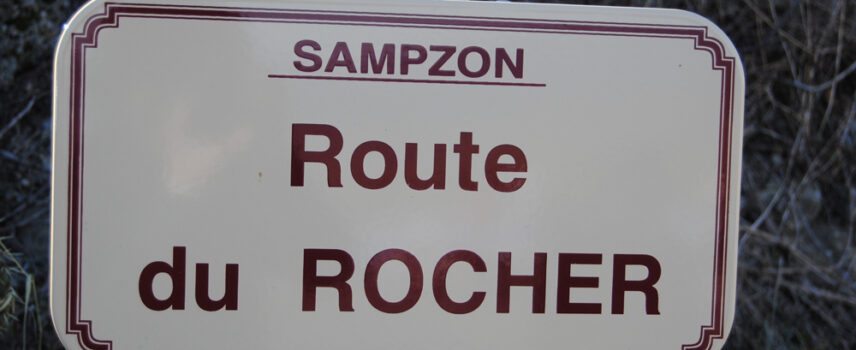 SAMPZON
Route
du ROCHER